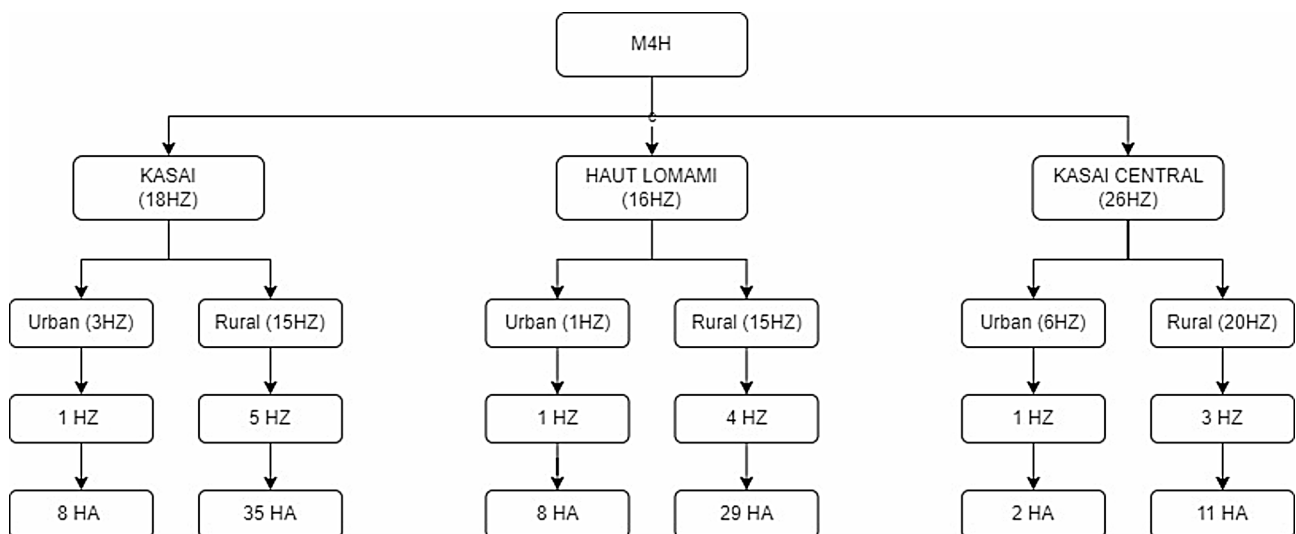 M4H
c
KASAI
(18HZ)
HAUT LOMAMI
(16HZ)
KASAI CENTRAL
(26HZ)
Urban (3HZ)
Rural (15HZ)
Urban (1HZ)
Rural (15HZ)
Urban (6HZ)
Rural (20HZ)
1 HZ
5 HZ
1 HZ
4 HZ
1 HZ
3 HZ
8 HA
35 HA
8 HA
29 HA
2 HA
11 HA